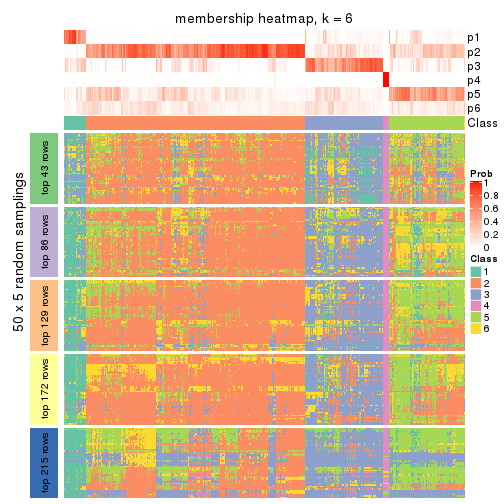 membership heatmap, k = 6
p1
p2
p3
p4
p5
p6
Class
50 x 5 random samplings
top 43 rows
top 86 rows
top 129 rows
top 172 rows
top 215 rows
Prob
1
0.8
0.6
0.4
0.2
0
Class
1
2
3
4
5
6